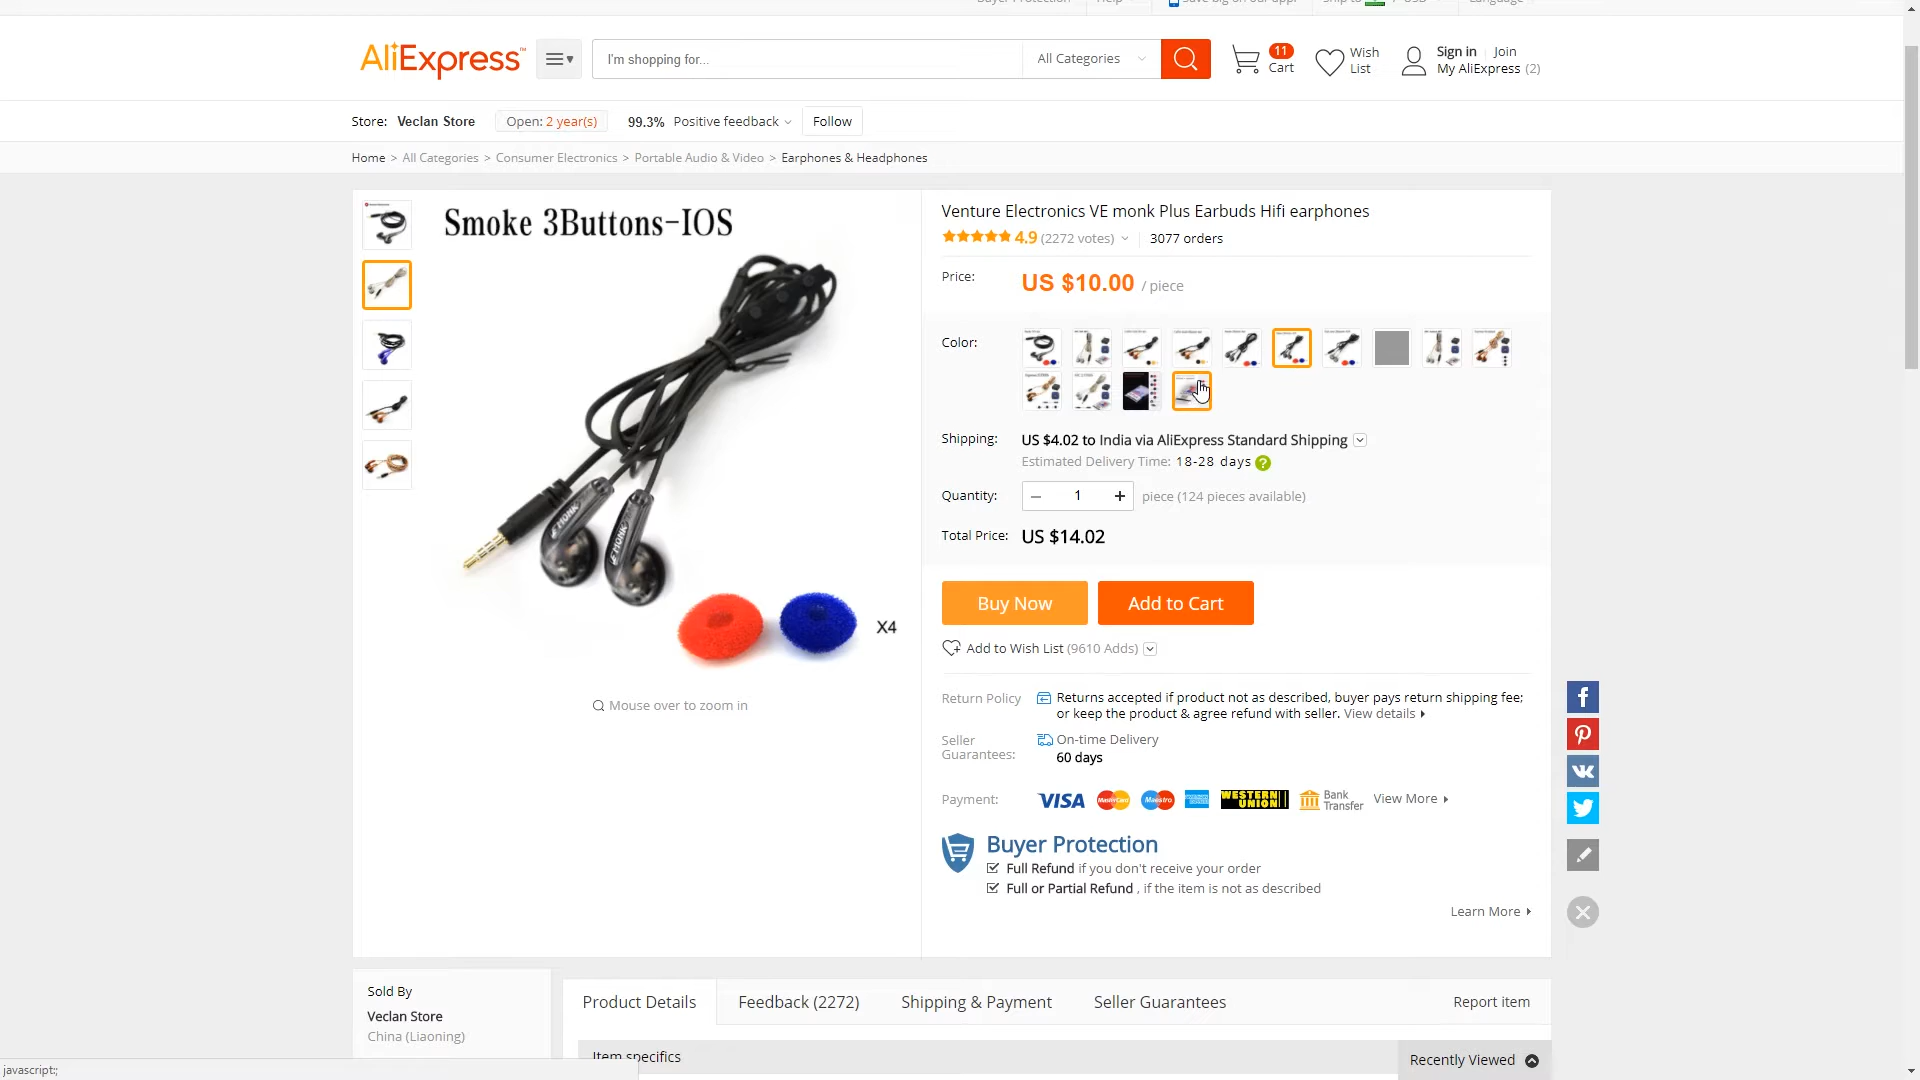 AliExpress™
I'm shopping for...
All Categories
11
Cart
Wish
List
Sign in Join
My AliExpress (2)
Store: Veclan Store Open: 2 year(s) 99.3% Positive feedback Follow
Home > All Categories > Consumer Electronics > Portable Audio & Video > Earphones & Headphones
Smoke 3Buttons-IOS
X4
Mouse over to zoom in
Venture Electronics VE monk Plus Earbuds Hifi earphones
4.9 (2272 votes) 3077 orders
Price: US $10.00 / piece
Color:
Shipping: US $4.02 to India via AliExpress Standard Shipping
Estimated Delivery Time: 18-28 days ?
Quantity: – 1 + piece (124 pieces available)
Total Price: US $14.02
Buy Now Add to Cart
Add to Wish List (9610 Adds)
Return Policy Returns accepted if product not as described, buyer pays return shipping fee;
or keep the product & agree refund with seller. View details
Seller
Guarantees: On-time Delivery
60 days
Payment: VISA MasterCard Maestro WESTERN UNION Bank Transfer View More
Buyer Protection
Full Refund if you don't receive your order
Full or Partial Refund , if the item is not as described
Learn More
Sold By
Veclan Store
China (Liaoning)
Product Details Feedback (2272) Shipping & Payment Seller Guarantees Report item
Item specifics
Recently Viewed
javascript:;